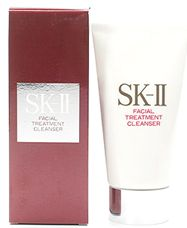 SK-II
FACIAL
TREATMENT
CLEANSER
SK-II
FACIAL
TREATMENT
CLEANSER